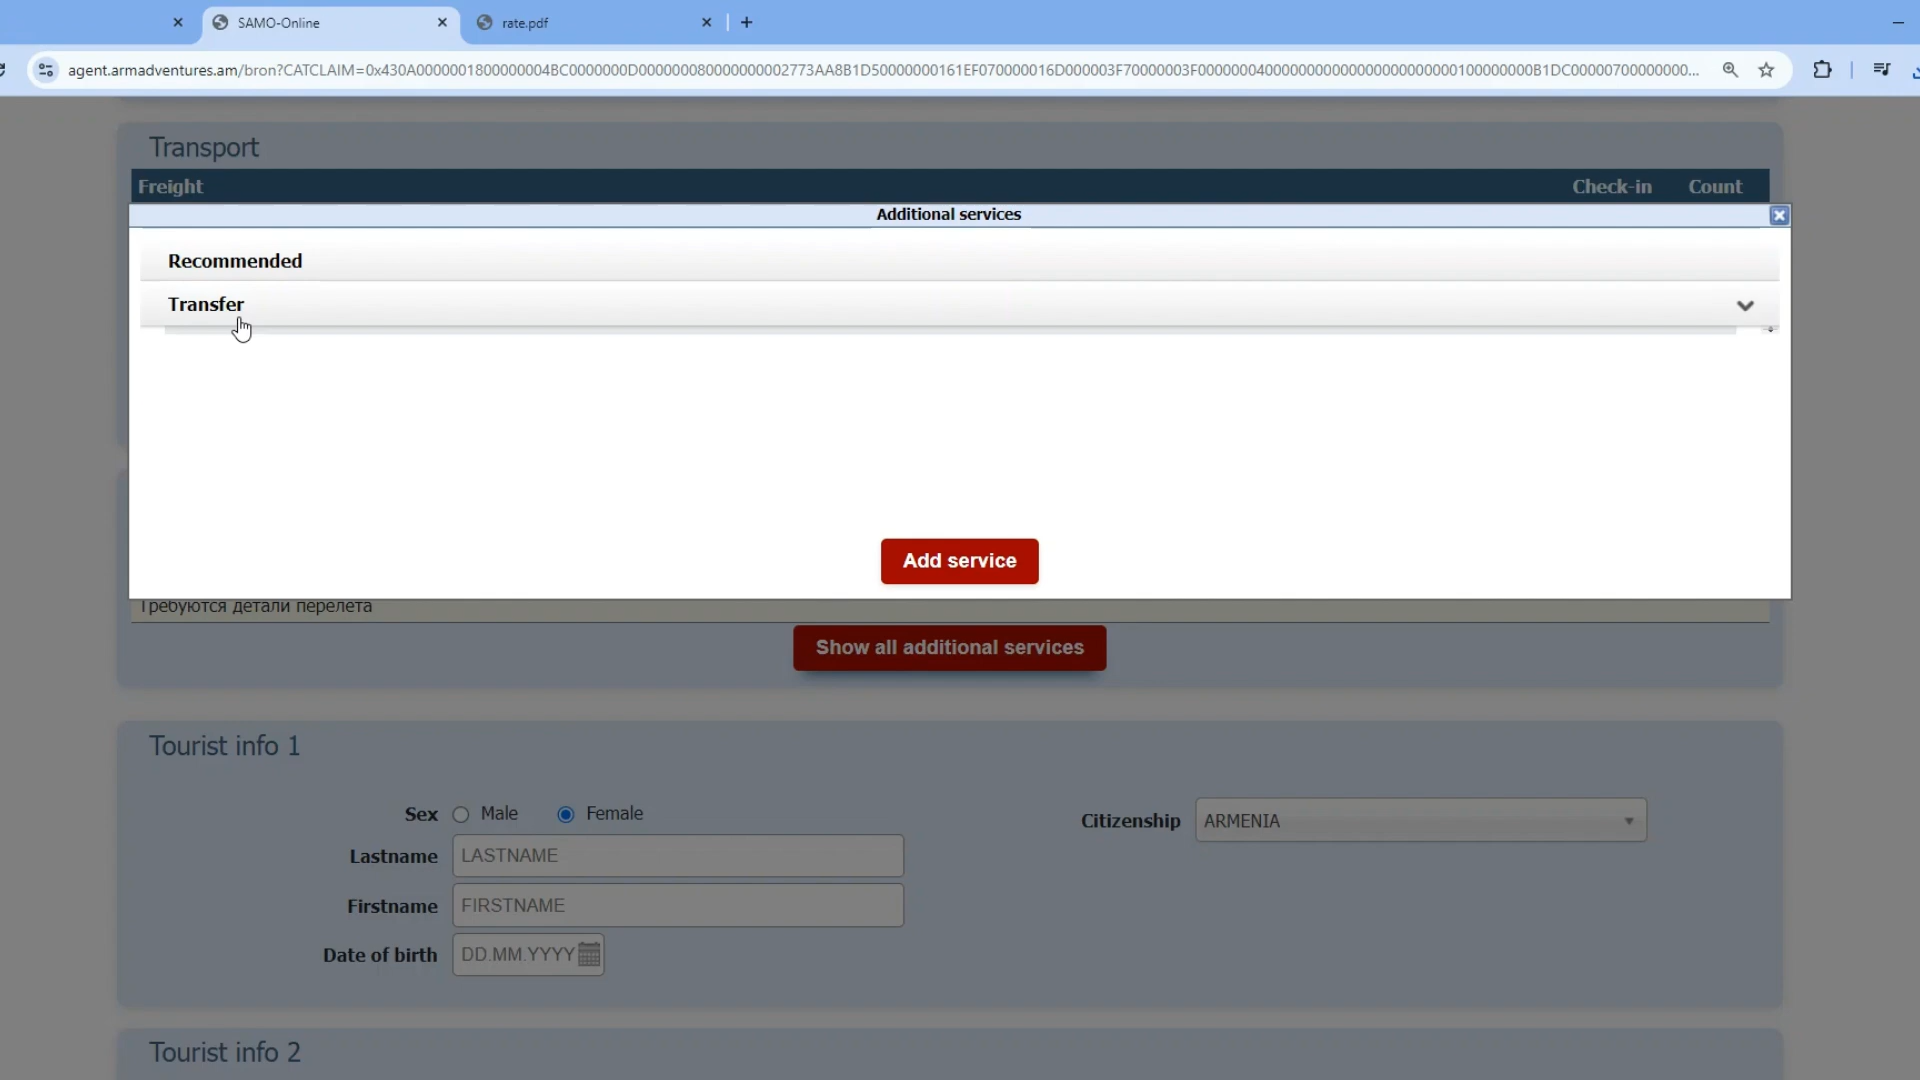 SAMO-Online
rate.pdf
agent.armadventures.am/bron?CATCLAIM=0x430A0000001800000004BC0000000D000000080000000002773AA8B1D50000000161EF070000016D000003F70000003F00000004000000000000000000000000100000000B1DC00000700000000...
Transport
Freight Check-in Count
Additional services
Recommended
Transfer
Add service
Требуются детали перелета
Show all additional services
Tourist info 1
Sex Male Female
Citizenship ARMENIA
Lastname LASTNAME
Firstname FIRSTNAME
Date of birth DD.MM.YYYY
Tourist info 2